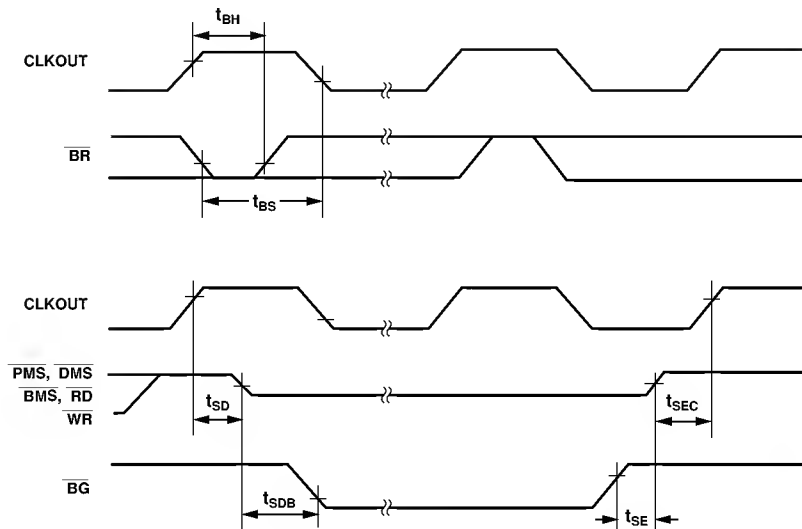 tBH
CLKOUT
BR
tBS
CLKOUT
PMS, DMS
BMS, RD
WR
tSD
tSEC
BG
tSDB
tSE